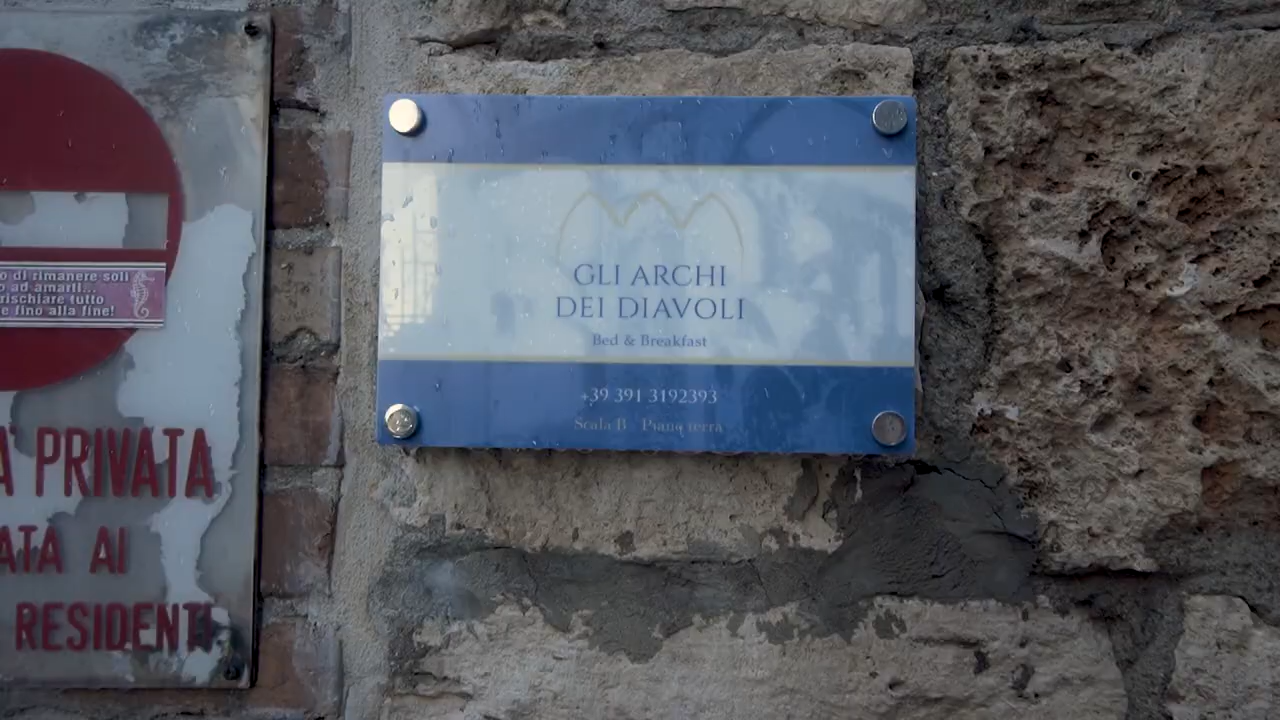 o di rimanere soli
o ad amarti...
rischiare tutto
e fino alla fine!
A PRIVATA
ATA AI
RESIDENTI
GLI ARCHI
DEI DIAVOLI
Bed & Breakfast
+39 391 3192393
Scala B Piano terra